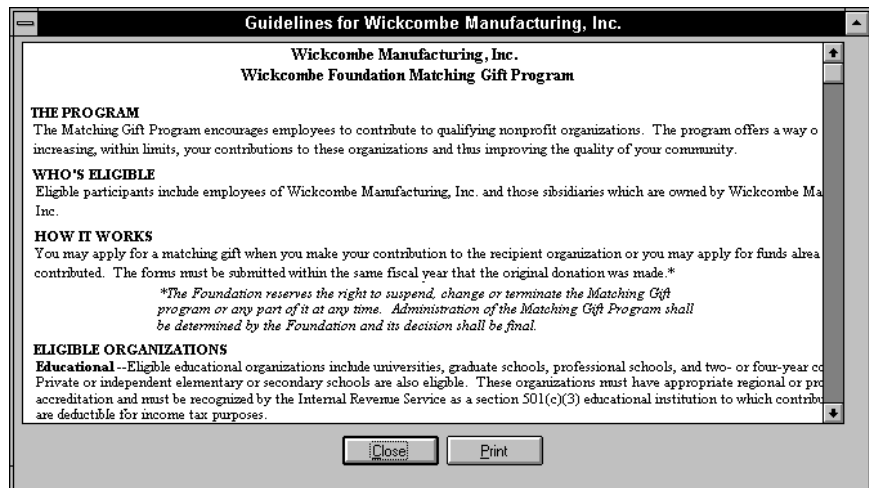 Guidelines for Wickcombe Manufacturing, Inc.
Wickcombe Manufacturing, Inc.
Wickcombe Foundation Matching Gift Program
THE PROGRAM
The Matching Gift Program encourages employees to contribute to qualifying nonprofit organizations. The program offers a way o
increasing, within limits, your contributions to these organizations and thus improving the quality of your community.
WHO'S ELIGIBLE
Eligible participants include employees of Wickcombe Manufacturing, Inc. and those sibsidiaries which are owned by Wickcombe Ma
Inc.
HOW IT WORKS
You may apply for a matching gift when you make your contribution to the recipient organization or you may apply for funds alrea
contributed. The forms must be submitted within the same fiscal year that the original donation was made.*
*The Foundation reserves the right to suspend, change or terminate the Matching Gift
program or any part of it at any time. Administration of the Matching Gift Program shall
be determined by the Foundation and its decision shall be final.
ELIGIBLE ORGANIZATIONS
Educational --Eligible educational organizations include universities, graduate schools, professional schools, and two- or four-year co
Private or independent elementary or secondary schools are also eligible. These organizations must have appropriate regional or pro
accreditation and must be recognized by the Internal Revenue Service as a section 501(c)(3) educational institution to which contribu
are deductible for income tax purposes.
Close Print